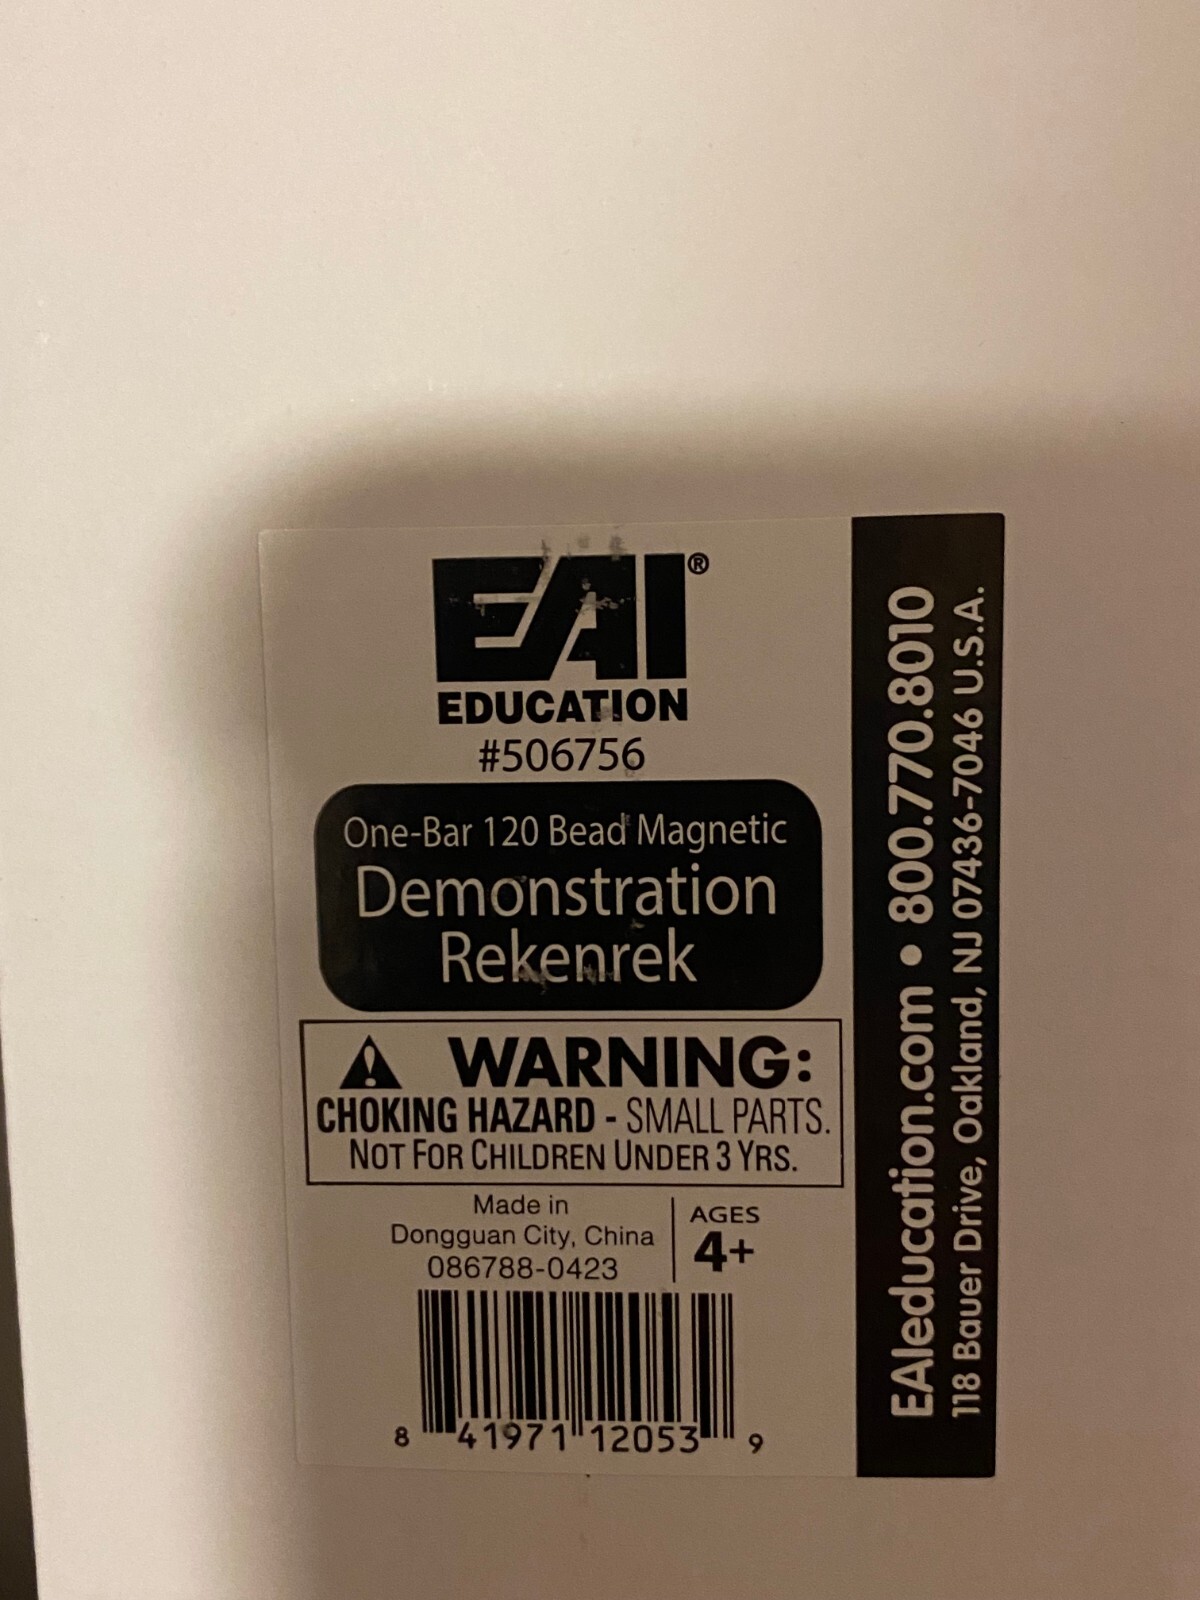 EAI®
EDUCATION
#506756
One-Bar 120 Bead Magnetic
Demonstration
Rekenrek
WARNING:
CHOKING HAZARD - SMALL PARTS.
NOT FOR CHILDREN UNDER 3 YRS.
Made in
Dongguan City, China
086788-0423
AGES
4+
8 41971 12053 9
EAIeducation.com • 800.770.8010
118 Bauer Drive, Oakland, NJ 07436-7046 U.S.A.